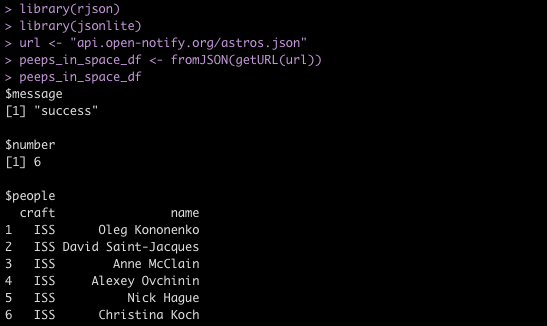 > library(rjson)
> library(jsonlite)
> url <- "api.open-notify.org/astros.json"
> peeps_in_space_df <- fromJSON(getURL(url))
> peeps_in_space_df
$message
[1] "success"

$number
[1] 6

$people
  craft                name
1   ISS      Oleg Kononenko
2   ISS David Saint-Jacques
3   ISS        Anne McClain
4   ISS     Alexey Ovchinin
5   ISS          Nick Hague
6   ISS      Christina Koch